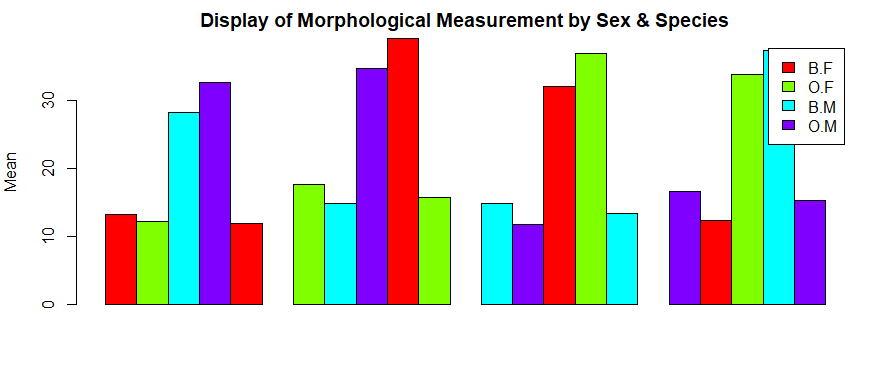 Display of Morphological Measurement by Sex & Species
Mean
30
20
10
0
B.F
O.F
B.M
O.M